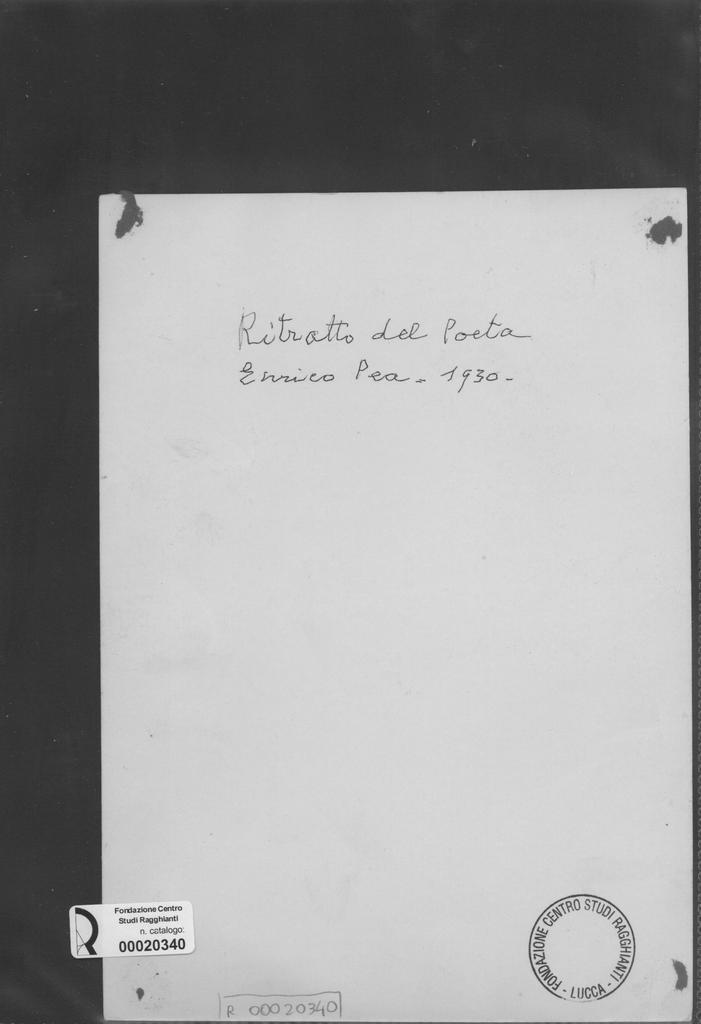 Ritratto del Poeta
Enrico Pea - 1930 -
Fondazione Centro
Studi Ragghianti
n. catalogo:
00020340
R
FONDAZIONE CENTRO STUDI RAGGHIANTI
- LUCCA -
R 00020340